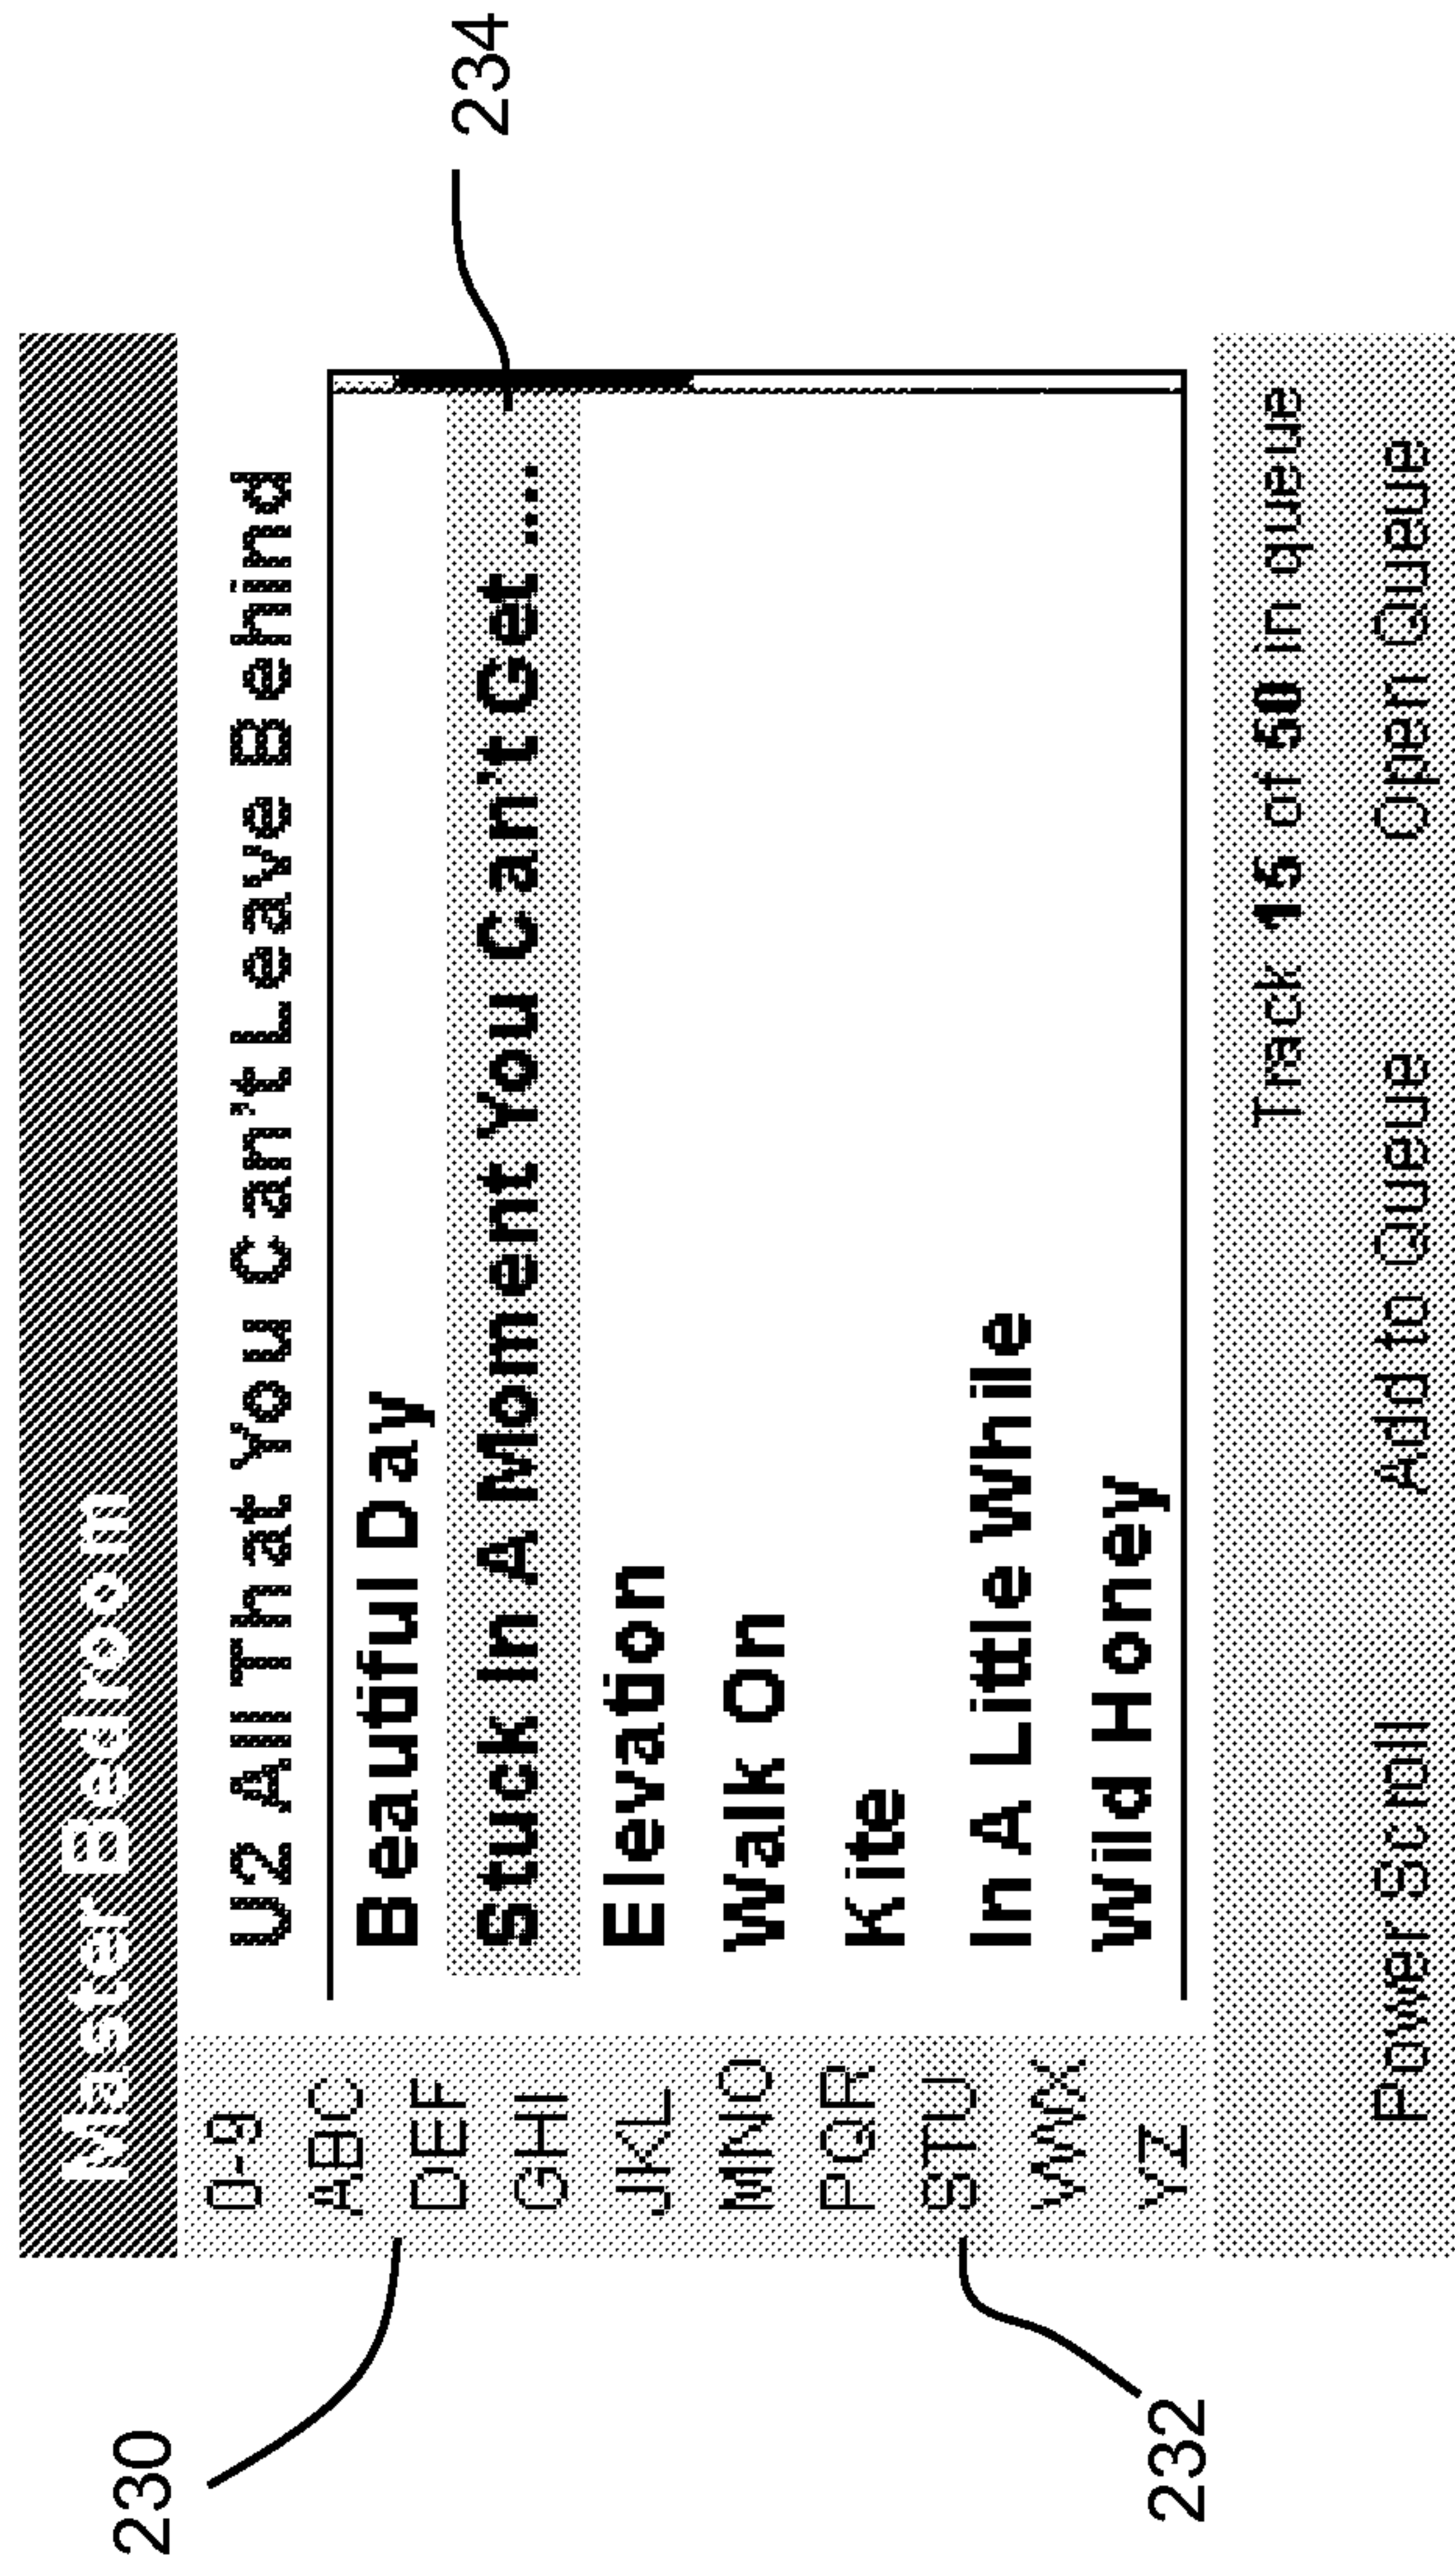 Master Bedroom
U2 All That You Can't Leave Behind
0-9
ABC
DEF
GHI
JKL
MNO
PQR
STU
VWX
YZ
Beautiful Day
Stuck In A Moment You Can't Get....
Elevation
Walk On
Kite
In A Little While
Wild Honey
Track 15 of 50 in queue
Power Scroll Add to Queue Open Queue
230
232
234